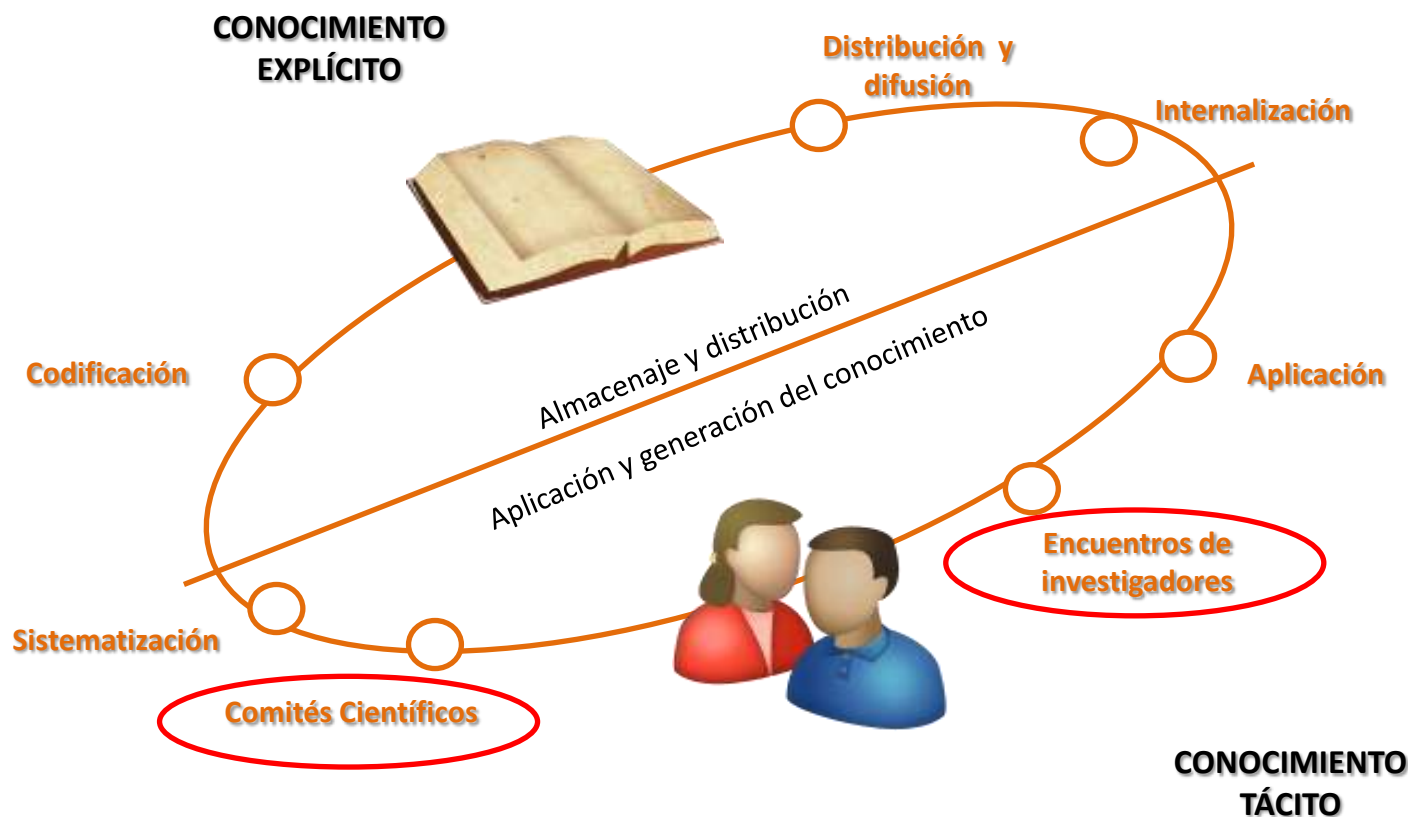 CONOCIMIENTO
EXPLÍCITO
Distribución y
difusión
Internalización
Codificación
Almacenaje y distribución
Aplicación y generación del conocimiento
Aplicación
Encuentros de
investigadores
Sistematización
Comités Científicos
CONOCIMIENTO
TÁCITO